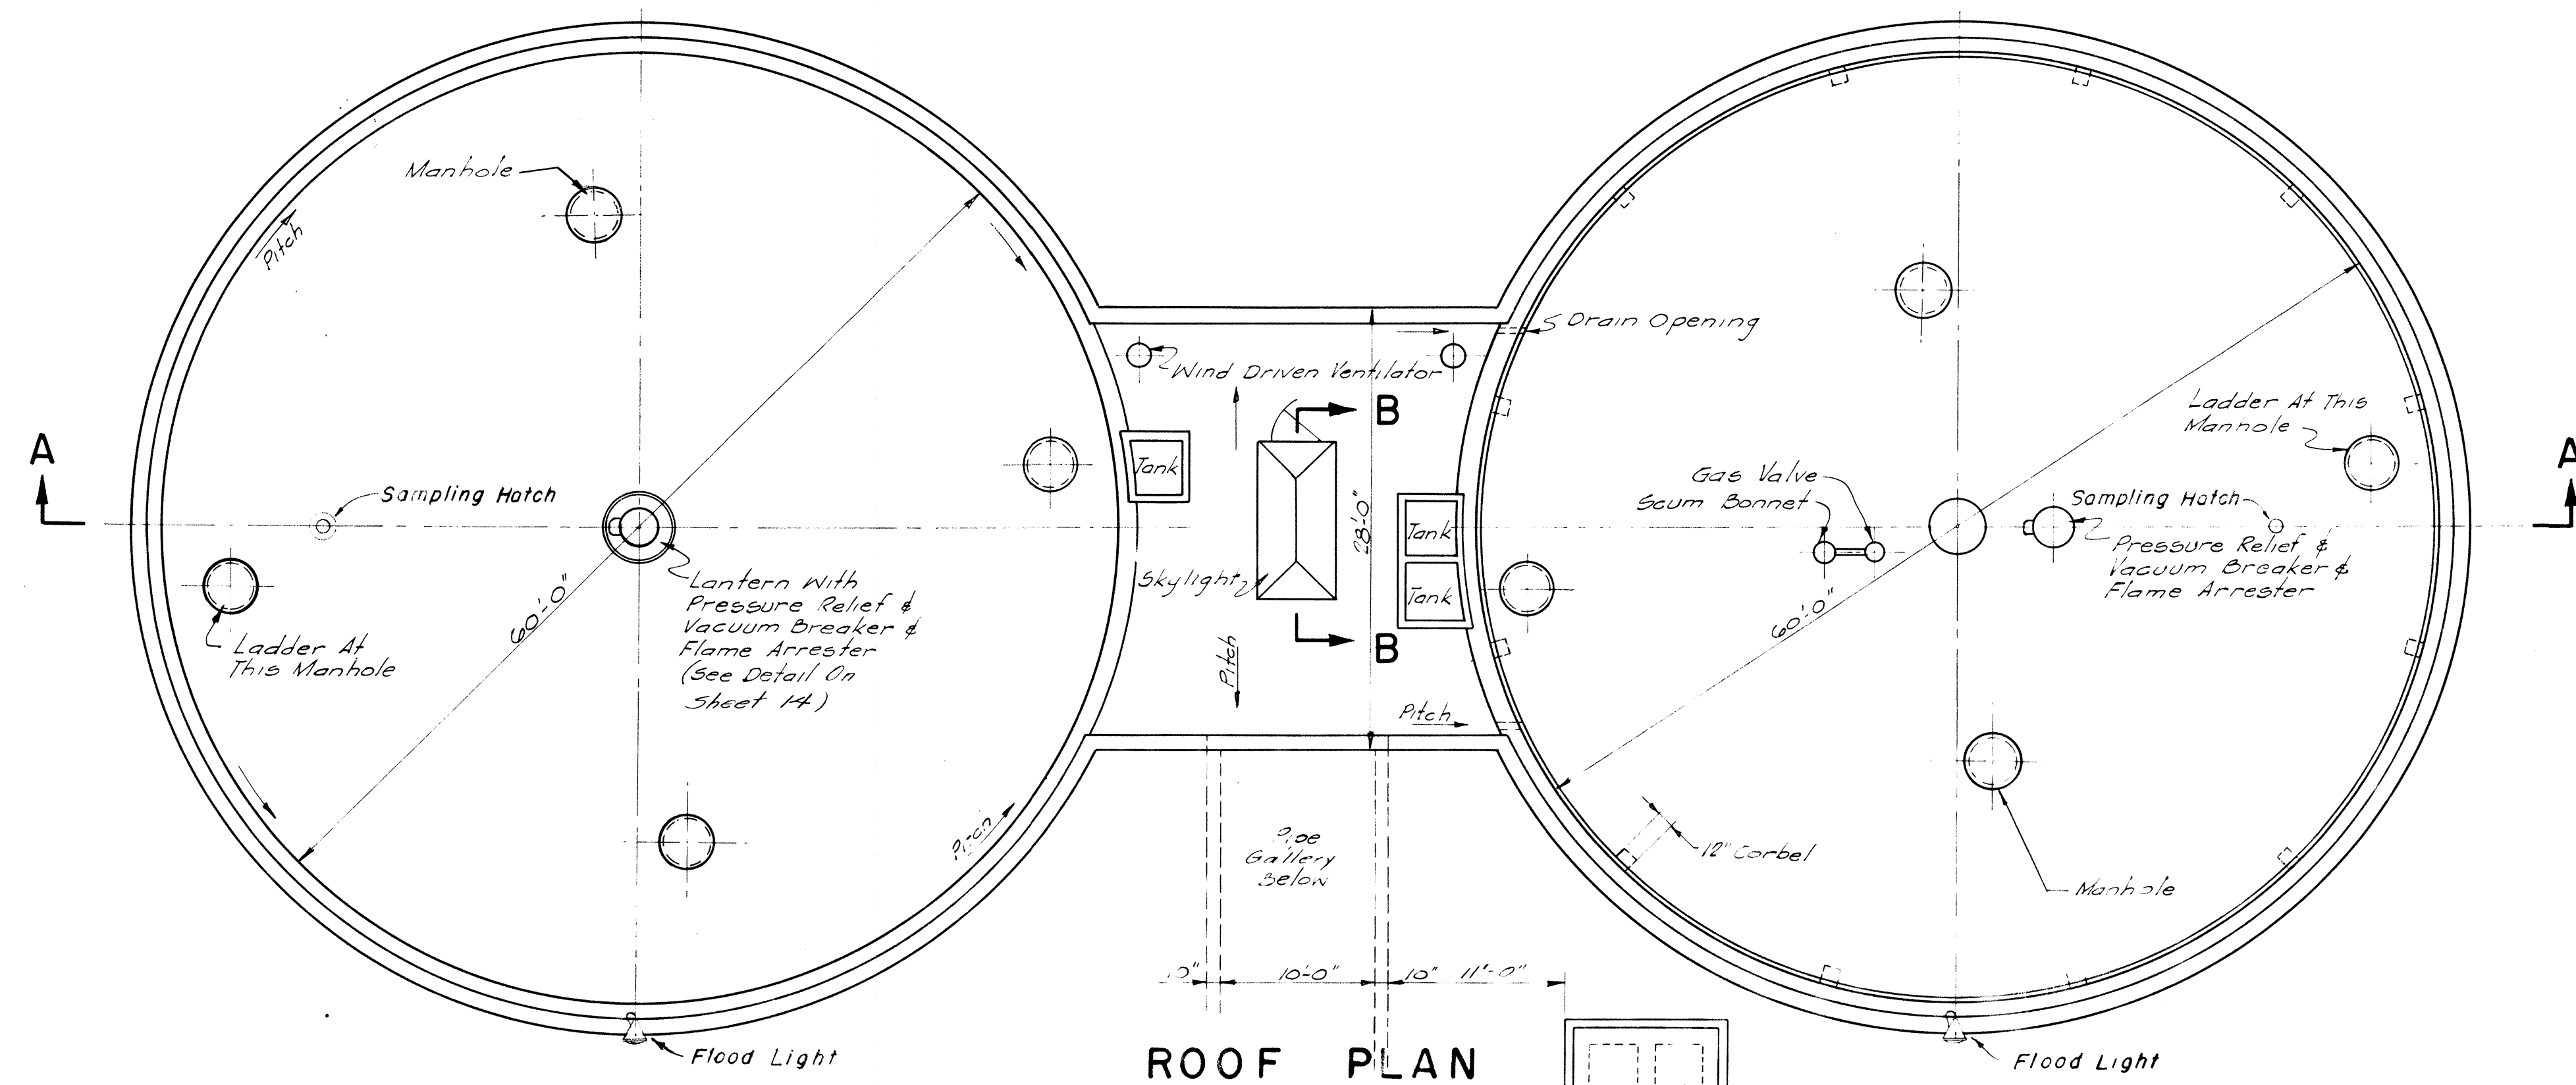 Manhole
Pitch
Sampling Hatch
Ladder At
This Manhole
60'-0"
Lantern With
Pressure Relief &
Vacuum Breaker &
Flame Arrester
(See Detail On
Sheet 14)
Pitch
Flood Light
A
Wind Driven Ventilator
Drain Opening
B
Tank
Skylight
28'-0"
Tank
Tank
B
Pitch
Pitch
Pipe
Gallery
Below
10"
10'-0"
10"
11'-0"
ROOF PLAN
Ladder At This
Manhole
Gas Valve
Scum Bonnet
Sampling Hatch
Pressure Relief &
Vacuum Breaker &
Flame Arrester
60'-0"
12" Corbel
Manhole
Flood Light
A